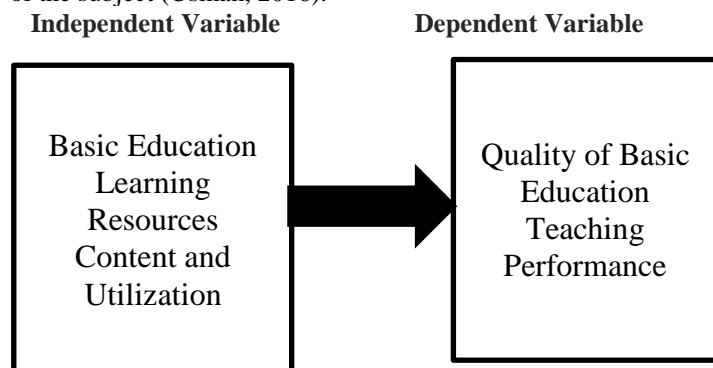 of the subject (Usman, 2016).
Independent Variable Dependent Variable
Basic Education
Learning
Resources
Content and
Utilization
Quality of Basic
Education
Teaching
Performance